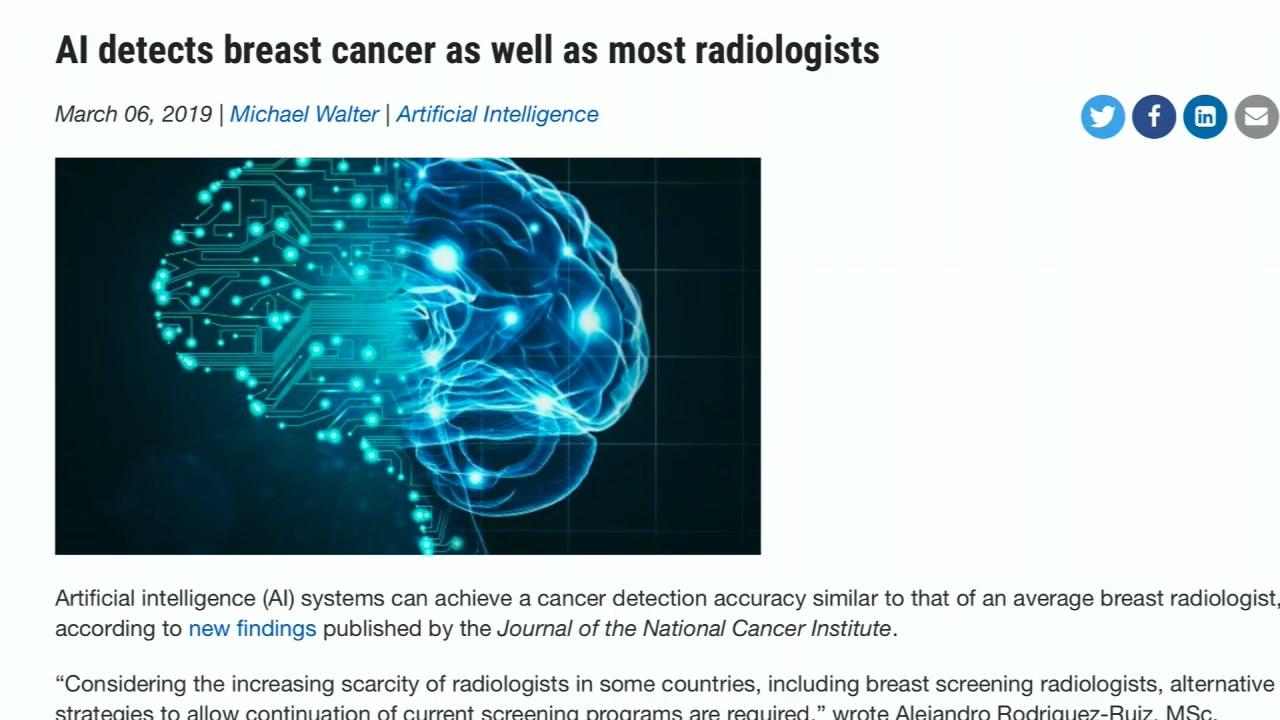 AI detects breast cancer as well as most radiologists
March 06, 2019 | Michael Walter | Artificial Intelligence
Artificial intelligence (AI) systems can achieve a cancer detection accuracy similar to that of an average breast radiologist,
according to new findings published by the Journal of the National Cancer Institute.
“Considering the increasing scarcity of radiologists in some countries, including breast screening radiologists, alternative
strategies to allow continuation of current screening programs are required,” wrote Alejandro Rodriguez-Ruiz, MSc,